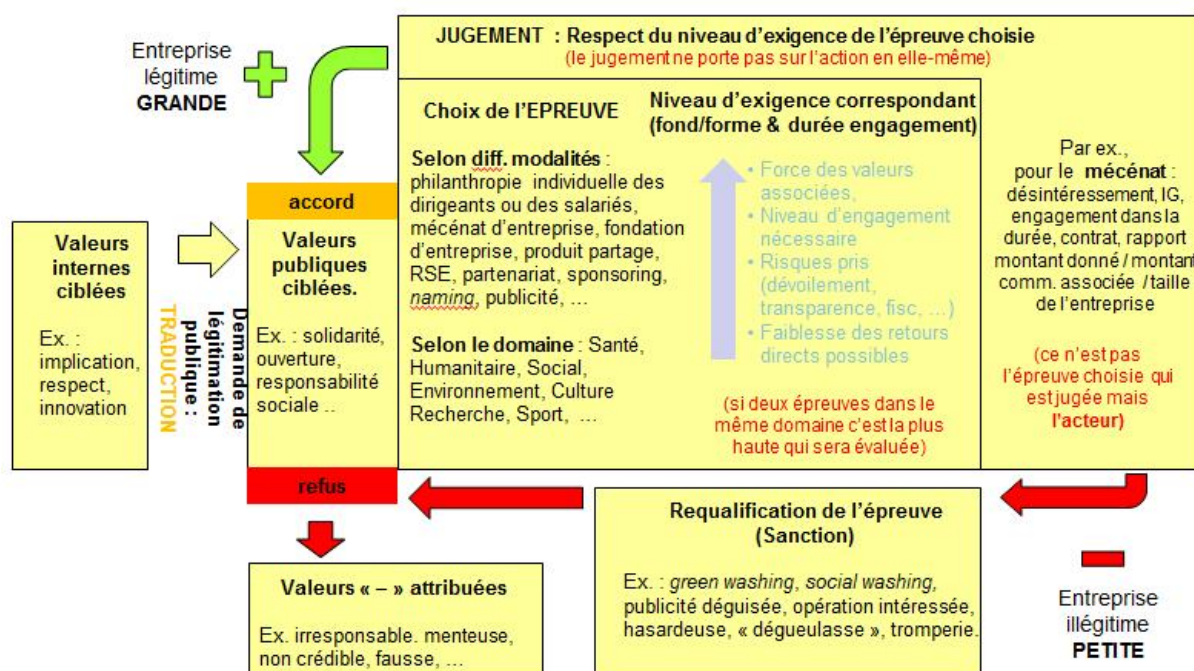 JUGEMENT : Respect du niveau d'exigence de l'épreuve choisie
(le jugement ne porte pas sur l'action en elle-même)
Entreprise
légitime
GRANDE
Choix de l'EPREUVE
Selon diff. modalités :
philanthropie individuelle des
dirigeants ou des salariés,
mécénat d'entreprise, fondation
d'entreprise, produit partage,
RSE, partenariat, sponsoring,
naming, publicité, …
Selon le domaine : Santé,
Humanitaire, Social,
Environnement, Culture
Recherche, Sport, …
Niveau d'exigence correspondant
(fond/forme & durée engagement)
• Force des valeurs
associées,
• Niveau d'engagement
nécessaire
• Risques pris
(dévoilement,
transparence, fisc, …)
• Faiblesse des retours
directs possibles
(si deux épreuves dans le
même domaine c'est la plus
haute qui sera évaluée)
Par ex.,
pour le mécénat :
désintéressement, IG,
engagement dans la
durée, contrat, rapport
montant donné / montant
comm. associée / taille
de l'entreprise
(ce n'est pas
l'épreuve choisie qui
est jugée mais
l'acteur)
Valeurs
internes
ciblées
Ex. :
implication,
respect,
innovation
Demande de
légitimation
publique :
TRADUCTION
accord
Valeurs
publiques
ciblées.
Ex. : solidarité,
ouverture,
responsabilité
sociale ..
refus
Requalification de l'épreuve
(Sanction)
Ex. : green washing, social washing,
publicité déguisée, opération intéressée,
hasardeuse, « dégueulasse », tromperie.
Valeurs « – » attribuées
Ex. irresponsable. menteuse,
non crédible, fausse, …
Entreprise
illégitime
PETITE